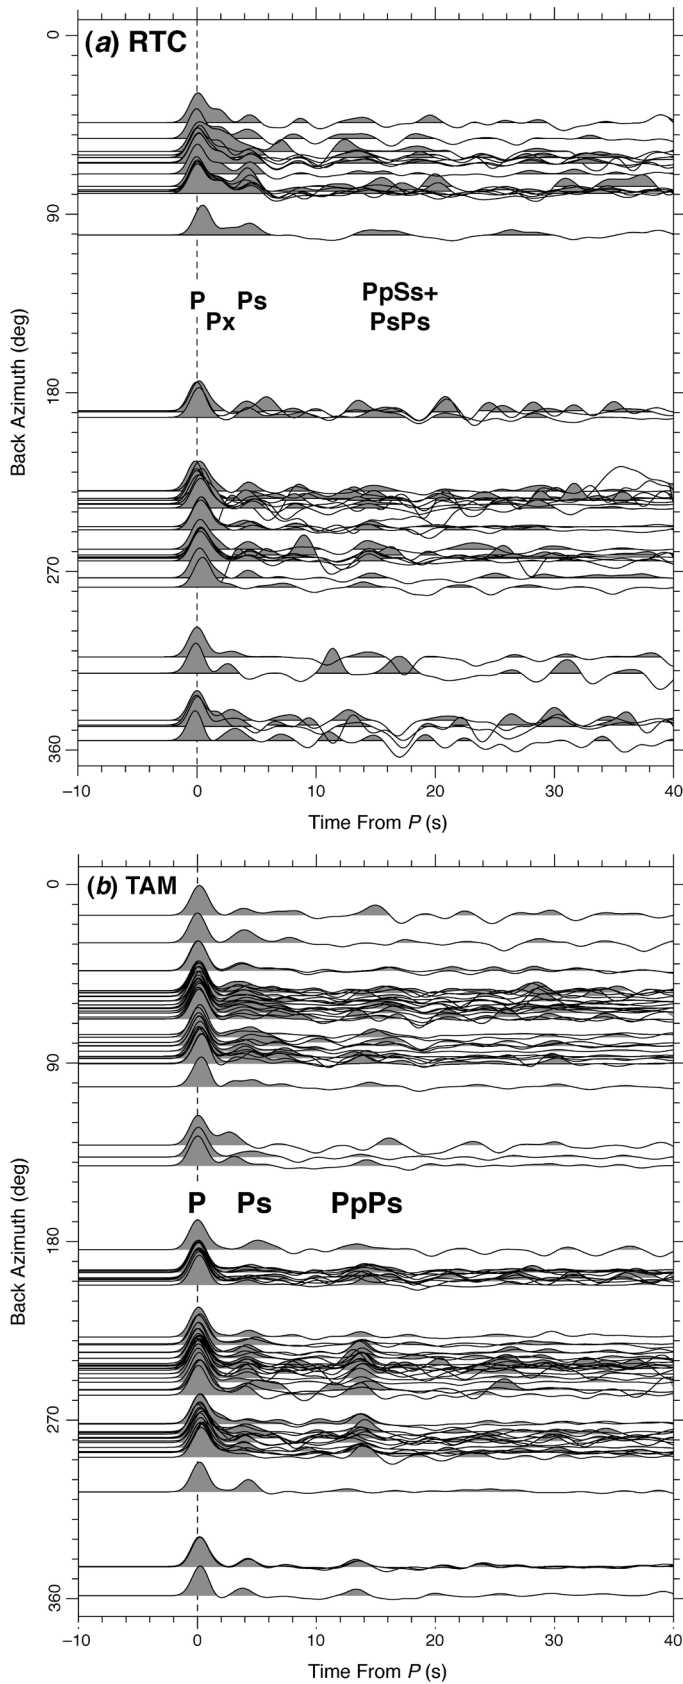 (a) RTC
0
90
P Ps PpSs+
Px PsPs
180
270
360
Back Azimuth (deg)
−10 0 10 20 30 40
Time From P (s)
(b) TAM
0
90
P Ps PpPs
180
270
360
Back Azimuth (deg)
−10 0 10 20 30 40
Time From P (s)